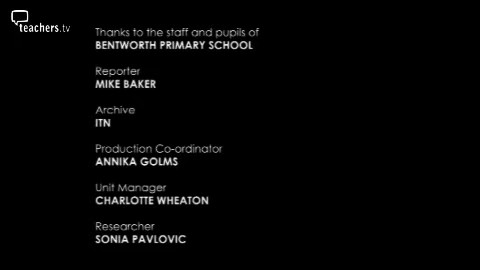 teachers.tv
Thanks to the staff and pupils of
BENTWORTH PRIMARY SCHOOL
Reporter
MIKE BAKER
Archive
ITN
Production Co-ordinator
ANNIKA GOLMS
Unit Manager
CHARLOTTE WHEATON
Researcher
SONIA PAVLOVIC